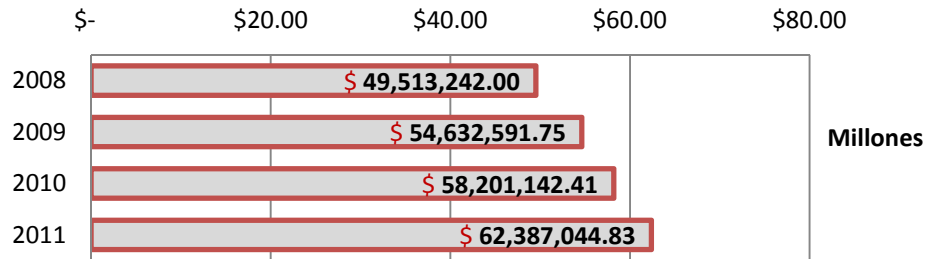 $- $20.00 $40.00 $60.00 $80.00
2008 $ 49,513,242.00
2009 $ 54,632,591.75
Millones
2010 $ 58,201,142.41
2011 $ 62,387,044.83